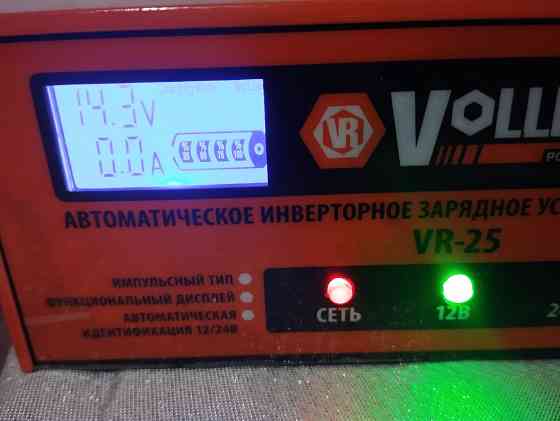 14.3V
0.0A
VR
VOLL
АВТОМАТИЧЕСКОЕ ИНВЕРТОРНОЕ ЗАРЯДНОЕ УС
VR-25
ИМПУЛЬСНЫЙ ТИП
ФУНКЦИОНАЛЬНЫЙ ДИСПЛЕЙ
АВТОМАТИЧЕСКАЯ
ИДЕНТИФИКАЦИЯ 12/24В
СЕТЬ
12В
2